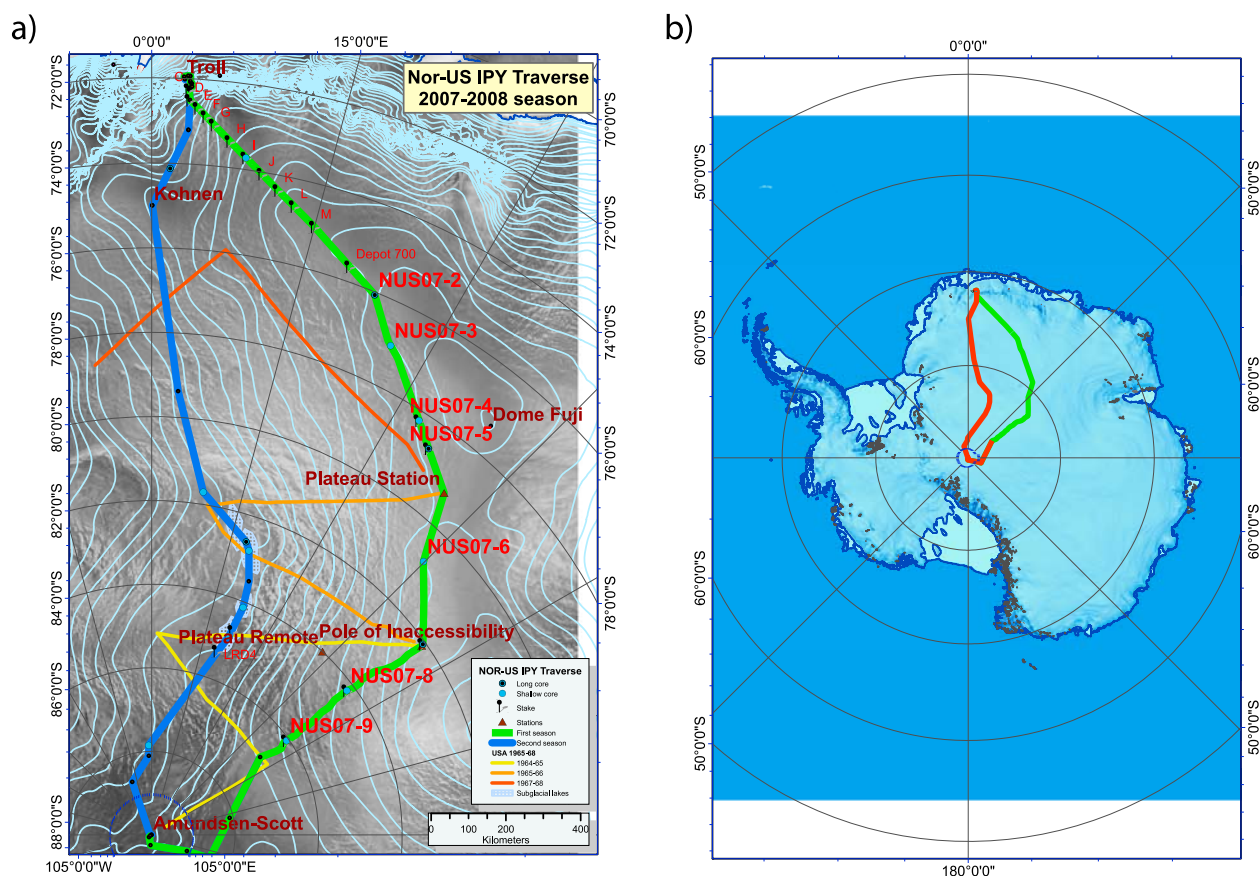 a)
0°0'0"
15°0'0"E
Troll
Nor-US IPY Traverse
2007-2008 season
C
D
E
F
G
H
I
J
K
L
M
Depot 700
Kohnen
NUS07-2
NUS07-3
NUS07-4
NUS07-5
Dome Fuji
Plateau Station
NUS07-6
Plateau Remote
Pole of Inaccessibility
LRD4
NUS07-8
NUS07-9
Amundsen-Scott
72°0'0"S
74°0'0"S
76°0'0"S
78°0'0"S
80°0'0"S
82°0'0"S
84°0'0"S
86°0'0"S
88°0'0"S
70°0'0"S
72°0'0"S
74°0'0"S
76°0'0"S
78°0'0"S
105°0'0"W
105°0'0"E
NOR-US IPY Traverse
Long core
Shallow core
Stake
Stations
First season
Second season
USA 1965-68
1964-65
1965-66
1967-68
Subglacial lakes
0 100 200 300 400
Kilometers
b)
0°0'0"
50°0'0"S
50°0'0"S
60°0'0"S
60°0'0"S
60°0'0"S
60°0'0"S
50°0'0"S
50°0'0"S
180°0'0"